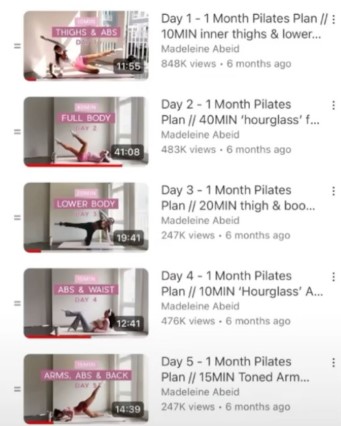 THIGHS & ABS
11:55
Day 1 - 1 Month Pilates Plan //
10MIN inner thighs & lower...
Madeleine Abeid
848K views • 6 months ago
FULL BODY
DAY 2
41:08
Day 2 - 1 Month Pilates
Plan // 40MIN ‘hourglass’ f...
Madeleine Abeid
483K views • 6 months ago
LOWER BODY
19:41
Day 3 - 1 Month Pilates
Plan // 20MIN thigh & boo...
Madeleine Abeid
247K views • 6 months ago
ABS & WAIST
DAY 4
12:41
Day 4 - 1 Month Pilates
Plan // 10MIN ‘Hourglass’ A...
Madeleine Abeid
476K views • 6 months ago
ARMS, ABS & BACK
14:39
Day 5 - 1 Month Pilates
Plan // 15MIN Toned Arm...
Madeleine Abeid
247K views • 6 months ago